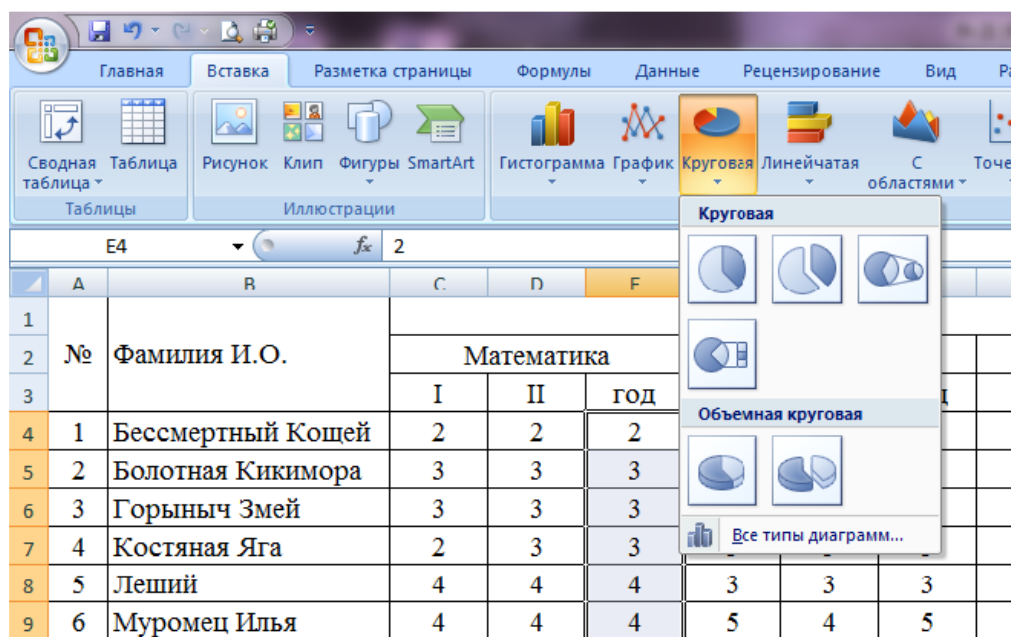 Главная Вставка Разметка страницы Формулы Данные Рецензирование Вид
Сводная таблица Таблица Рисунок Клип Фигуры SmartArt Гистограмма График Круговая Линейчатая С областями
Таблицы Иллюстрации
Круговая
Объемная круговая
Все типы диаграмм...
E4 fx 2
A B C D E
1
2 № Фамилия И.О. Математика
3 I II год
4 1 Бессмертный Кощей 2 2 2
5 2 Болотная Кикимора 3 3 3
6 3 Горыныч Змей 3 3 3
7 4 Костяная Яга 2 3 3
8 5 Леший 4 4 4 3 3 3
9 6 Муромец Илья 4 4 4 5 4 5